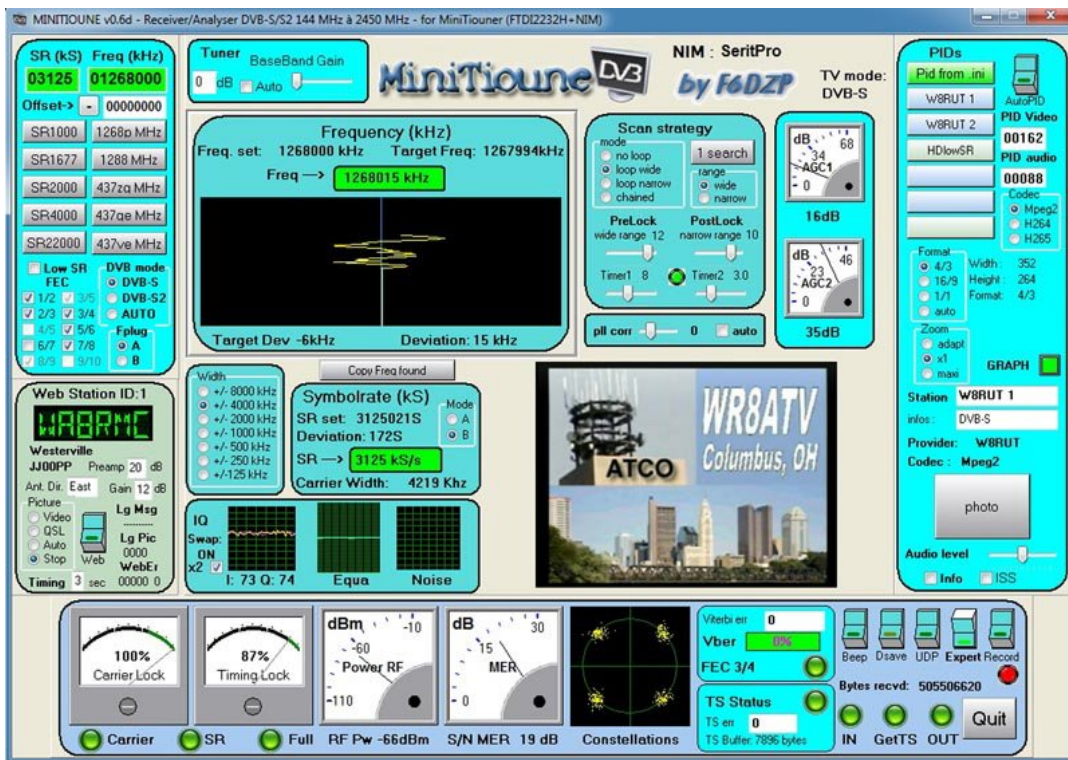 MINITIOUNE v0.6d - Receiver/Analyser DVB-S/S2 144 MHz à 2450 MHz - for MiniTiouner (FTDI2232H+NIM)
SR (kS) Freq (kHz)
03125 01268000
Offset-> - 00000000
SR1000 1268p MHz
SR1677 1288 MHz
SR2000 437zq MHz
SR4000 437qe MHz
SR22000 437ve MHz
Low SR
FEC
1/2 3/5
2/3 3/4
4/5 5/6
6/7 7/8
8/9 9/10
DVB mode
DVB-S
DVB-S2
AUTO
Fplug
A
B
Tuner BaseBand Gain
0 dB Auto
MiniTioune DVB
by F6DZP
NIM : SeritPro
TV mode:
DVB-S
Frequency (kHz)
Freq. set: 1268000 kHz Target Freq: 1267994kHz
Freq —> 1268015 kHz
Target Dev -6kHz Deviation: 15 kHz
Scan strategy
mode
no loop
loop wide
loop narrow
chained
1 search
range
wide
narrow
PreLock PostLock
wide range 12 narrow range 10
Timer1 8 Timer2 3.0
pll corr 0 auto
dB 34 68
AGC1
- 0
16dB
dB 23 46
AGC2
- 0
35dB
PIDs
Pid from .ini
W8RUT 1
W8RUT 2
HDlowSR
AutoPID
PID Video
00162
PID audio
00088
Codec
Mpeg2
H264
H265
Format
4/3
16/9
1/1
auto
Width : 352
Height : 264
Format: 4/3
Zoom
adapt
x1
maxi
GRAPH
Station W8RUT 1
infos : DVB-S
Provider: W8RUT
Codec : Mpeg2
photo
Audio level
Info ISS
Web Station ID:1
WA8RMC
Westerville
JJ00PP Preamp 20 dB
Ant. Dir. East Gain 12 dB
Picture
Video
QSL
Auto
Stop
Web
Lg Msg
----------
Lg Pic
0000
WebEr
Timing 3 sec 00000 0
Width
+/- 8000 kHz
+/- 4000 kHz
+/- 2000 kHz
+/- 1000 kHz
+/- 500 kHz
+/- 250 kHz
+/-125 kHz
Copy Freq found
Symbolrate (kS)
SR set: 3125021S
Deviation: 172S
SR —> 3125 kS/s
Carrier Width: 4219 Khz
Mode
A
B
IQ
Swap:
ON
x2
I: 73 Q: 74 Equa Noise
WR8ATV
Columbus, OH
ATCO
100%
Carrier Lock
87%
Timing Lock
dBm -10
-60
Power RF
-110
dB 30
15
MER
- 0
Carrier SR Full RF Pw -66dBm S/N MER 19 dB Constellations
Viterbi err 0
Vber 0%
FEC 3/4
TS Status
TS err 0
TS Buffer: 7896 bytes
Beep Dsave UDP Expert Record
Bytes recvd: 505506620
IN GetTS OUT
Quit